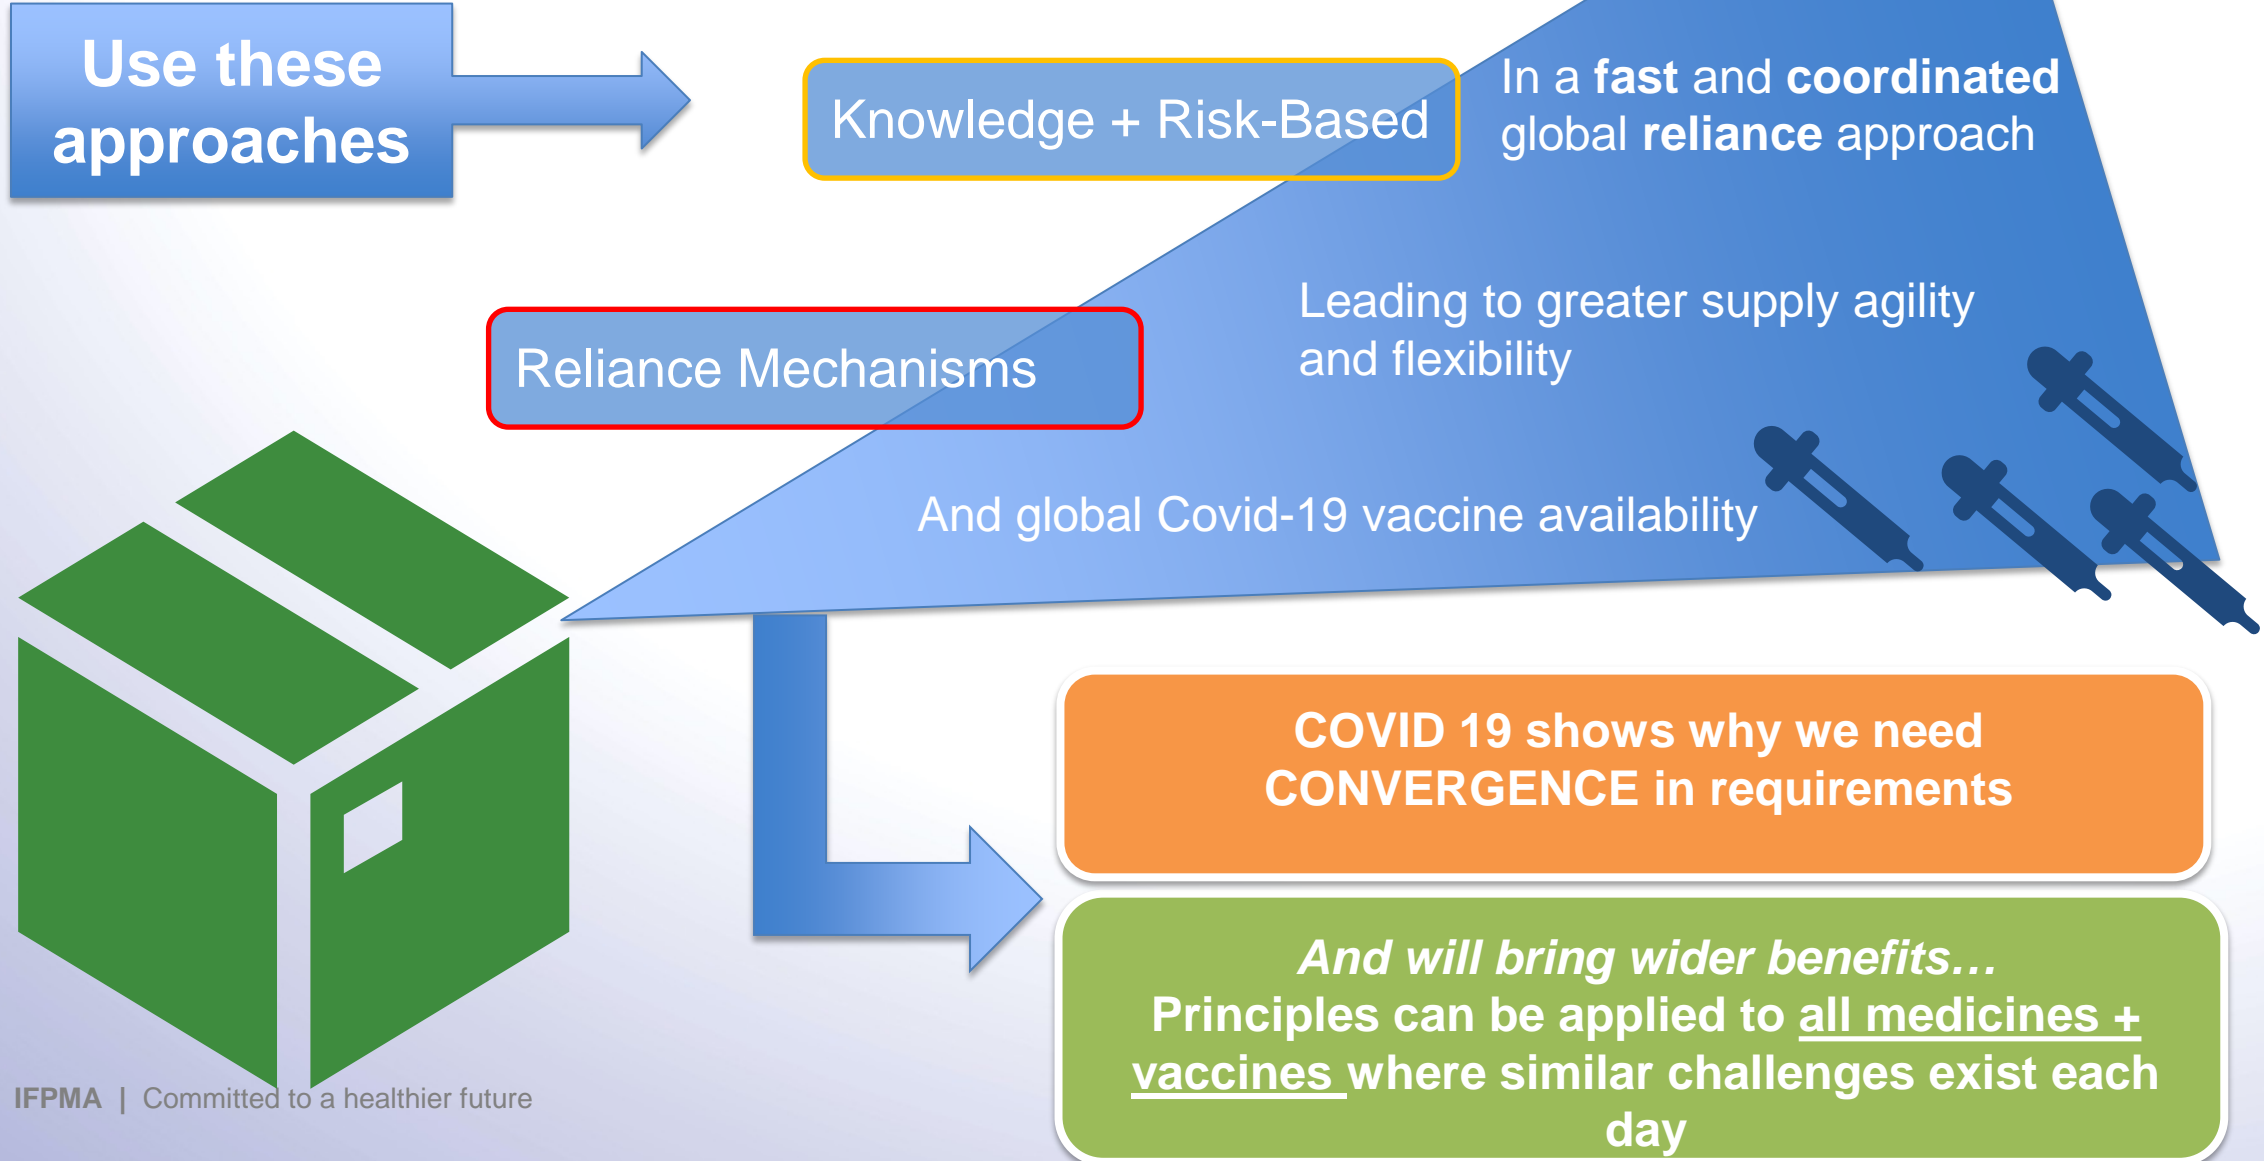 Use these
approaches
Knowledge + Risk-Based
In a fast and coordinated
global reliance approach
Reliance Mechanisms
Leading to greater supply agility
and flexibility
And global Covid-19 vaccine availability
COVID 19 shows why we need
CONVERGENCE in requirements
And will bring wider benefits…
Principles can be applied to all medicines +
vaccines where similar challenges exist each
day
IFPMA | Committed to a healthier future